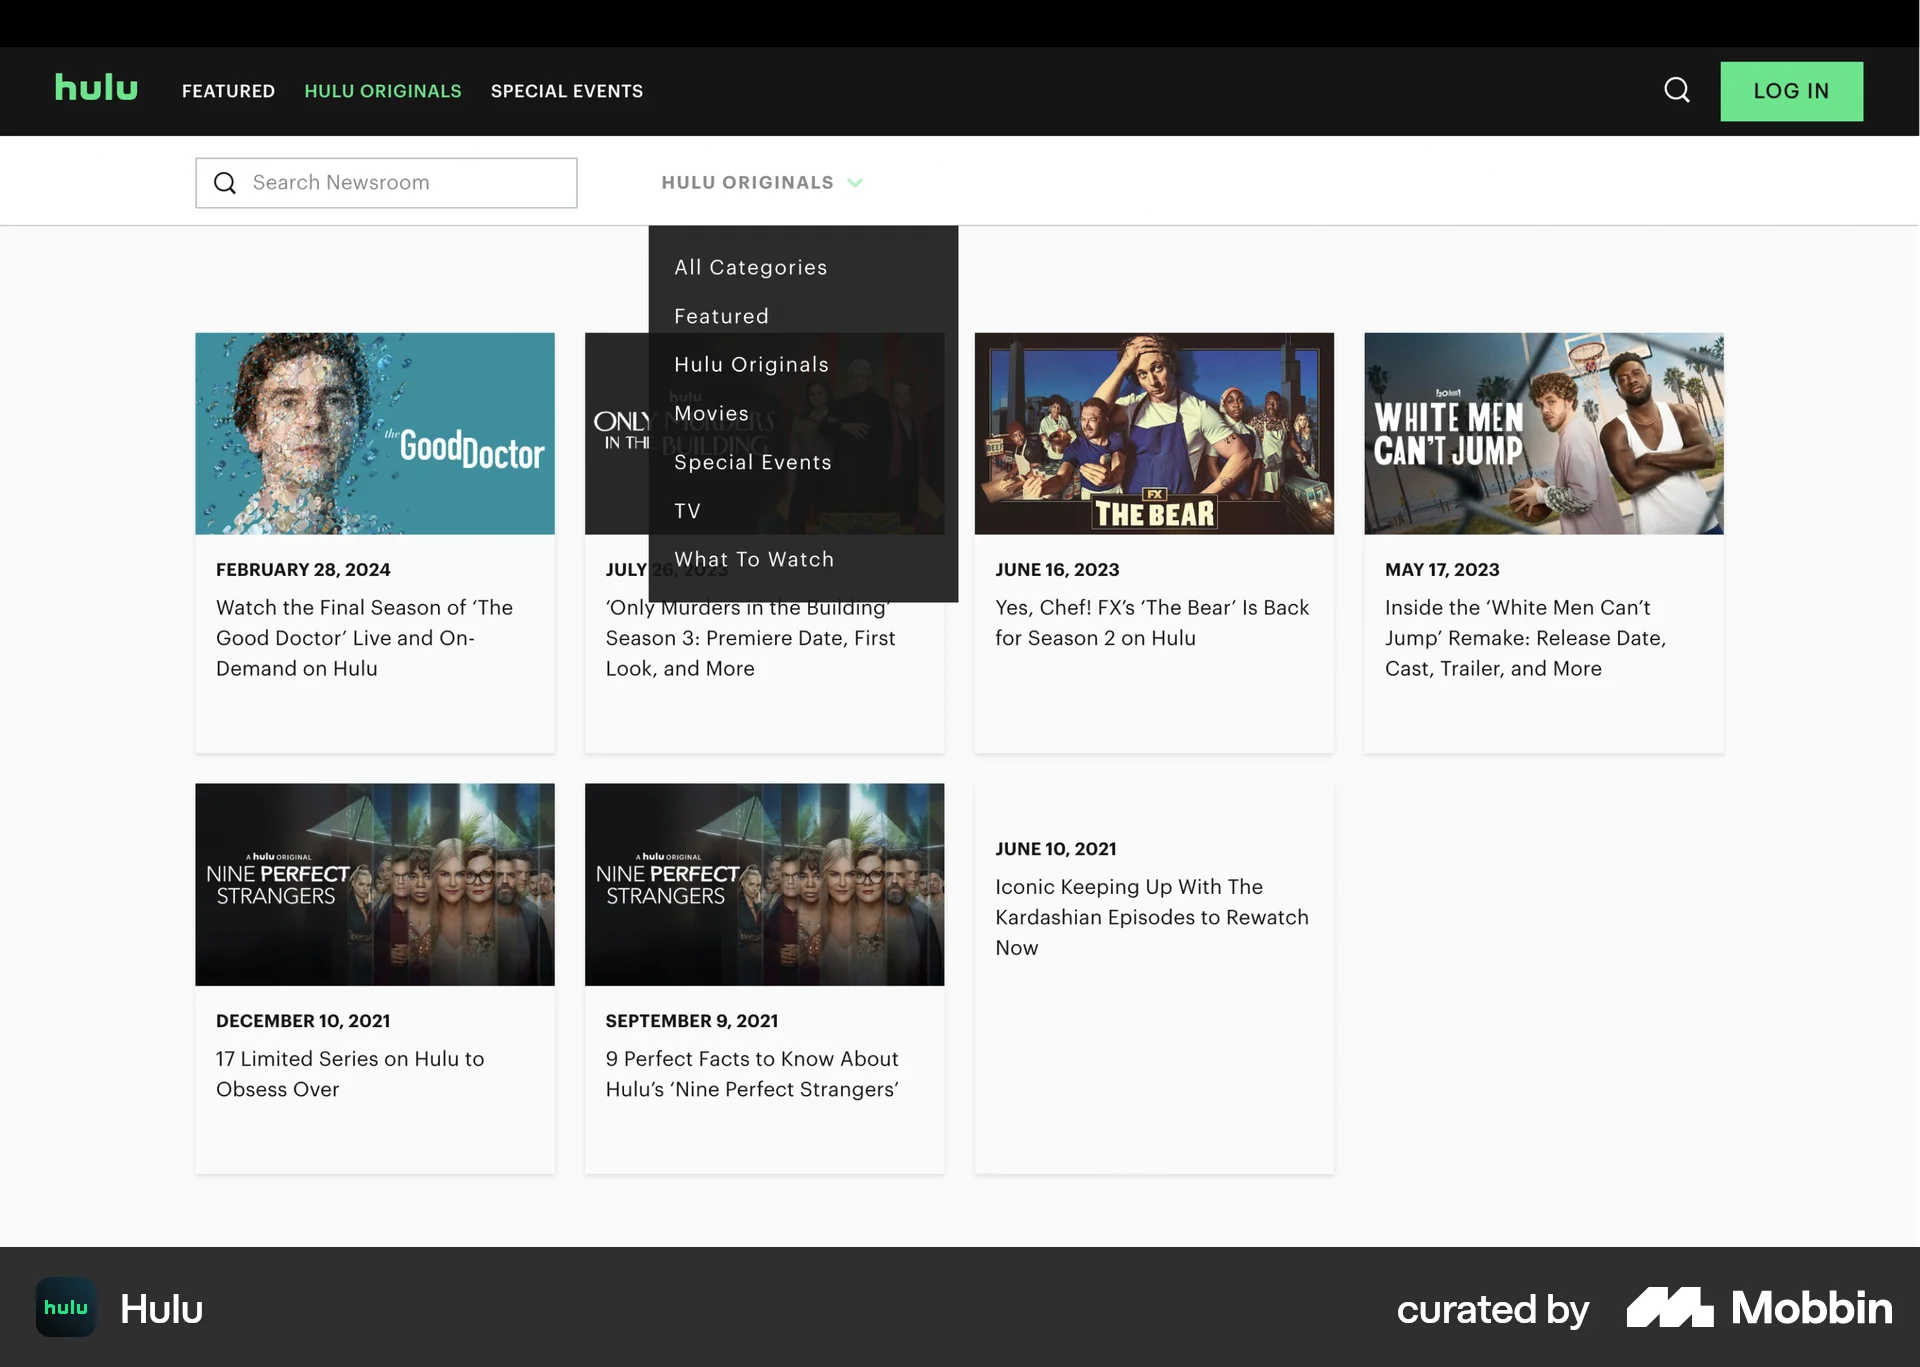 hulu FEATURED HULU ORIGINALS SPECIAL EVENTS LOG IN
Search Newsroom HULU ORIGINALS
All Categories
Featured
Hulu Originals
Movies
Special Events
TV
What To Watch
the GoodDoctor
FEBRUARY 28, 2024
Watch the Final Season of ‘The
Good Doctor’ Live and On-
Demand on Hulu
hulu
ONLY MURDERS
IN THE BUILDING
JULY 26, 2023
‘Only Murders in the Building’
Season 3: Premiere Date, First
Look, and More
BEEF
FX
THE BEAR
JUNE 16, 2023
Yes, Chef! FX’s ‘The Bear’ Is Back
for Season 2 on Hulu
WHITE MEN
CAN'T JUMP
MAY 17, 2023
Inside the ‘White Men Can’t
Jump’ Remake: Release Date,
Cast, Trailer, and More
A hulu ORIGINAL
NINE PERFECT
STRANGERS
DECEMBER 10, 2021
17 Limited Series on Hulu to
Obsess Over
A hulu ORIGINAL
NINE PERFECT
STRANGERS
SEPTEMBER 9, 2021
9 Perfect Facts to Know About
Hulu’s ‘Nine Perfect Strangers’
JUNE 10, 2021
Iconic Keeping Up With The
Kardashian Episodes to Rewatch
Now
hulu Hulu curated by Mobbin